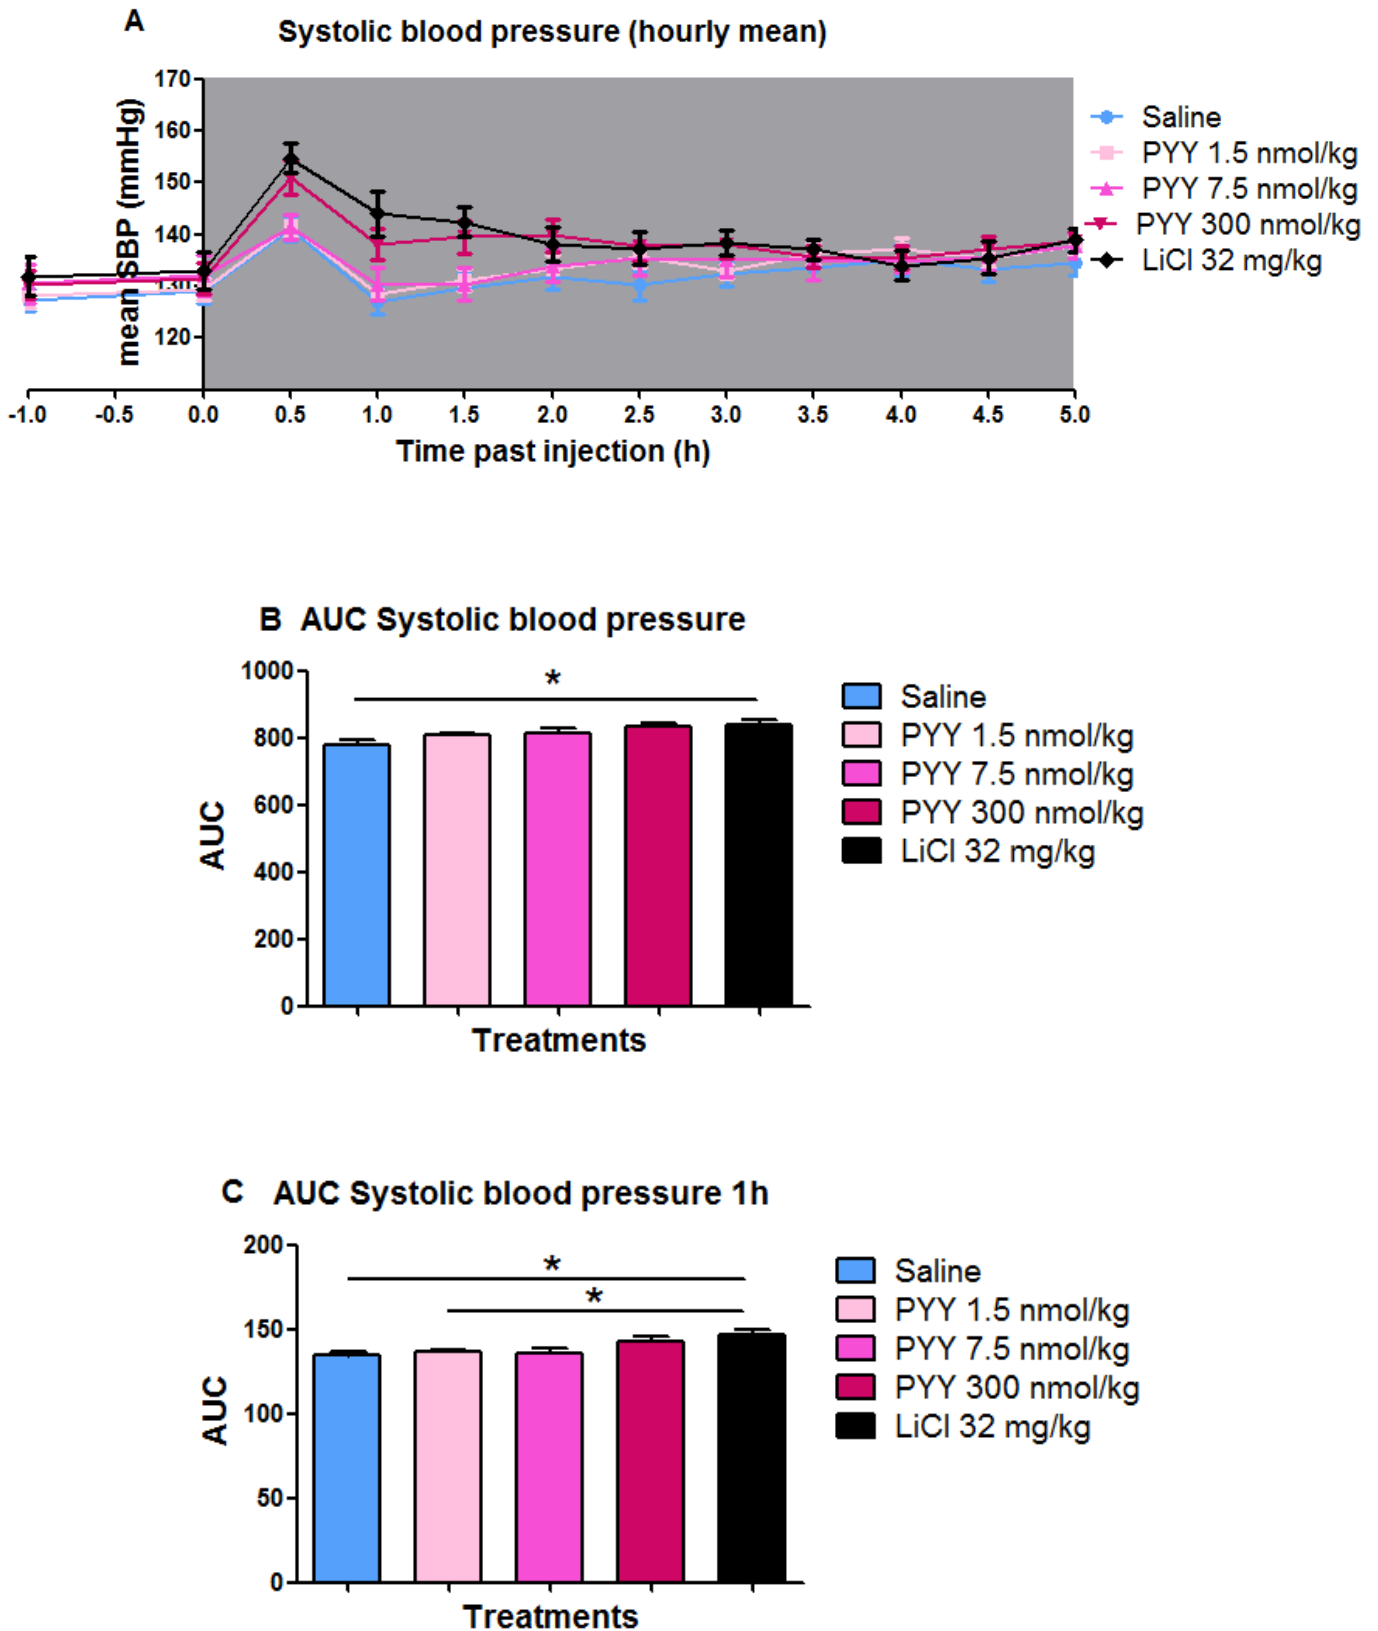 A
Systolic blood pressure (hourly mean)
mean SBP (mmHg)
170
160
150
140
130
120
-1.0 -0.5 0.0 0.5 1.0 1.5 2.0 2.5 3.0 3.5 4.0 4.5 5.0
Time past injection (h)
Saline
PYY 1.5 nmol/kg
PYY 7.5 nmol/kg
PYY 300 nmol/kg
LiCl 32 mg/kg
B AUC Systolic blood pressure
AUC
1000
800
600
400
200
0
*
Treatments
Saline
PYY 1.5 nmol/kg
PYY 7.5 nmol/kg
PYY 300 nmol/kg
LiCl 32 mg/kg
C AUC Systolic blood pressure 1h
AUC
200
150
100
50
0
*
*
Treatments
Saline
PYY 1.5 nmol/kg
PYY 7.5 nmol/kg
PYY 300 nmol/kg
LiCl 32 mg/kg